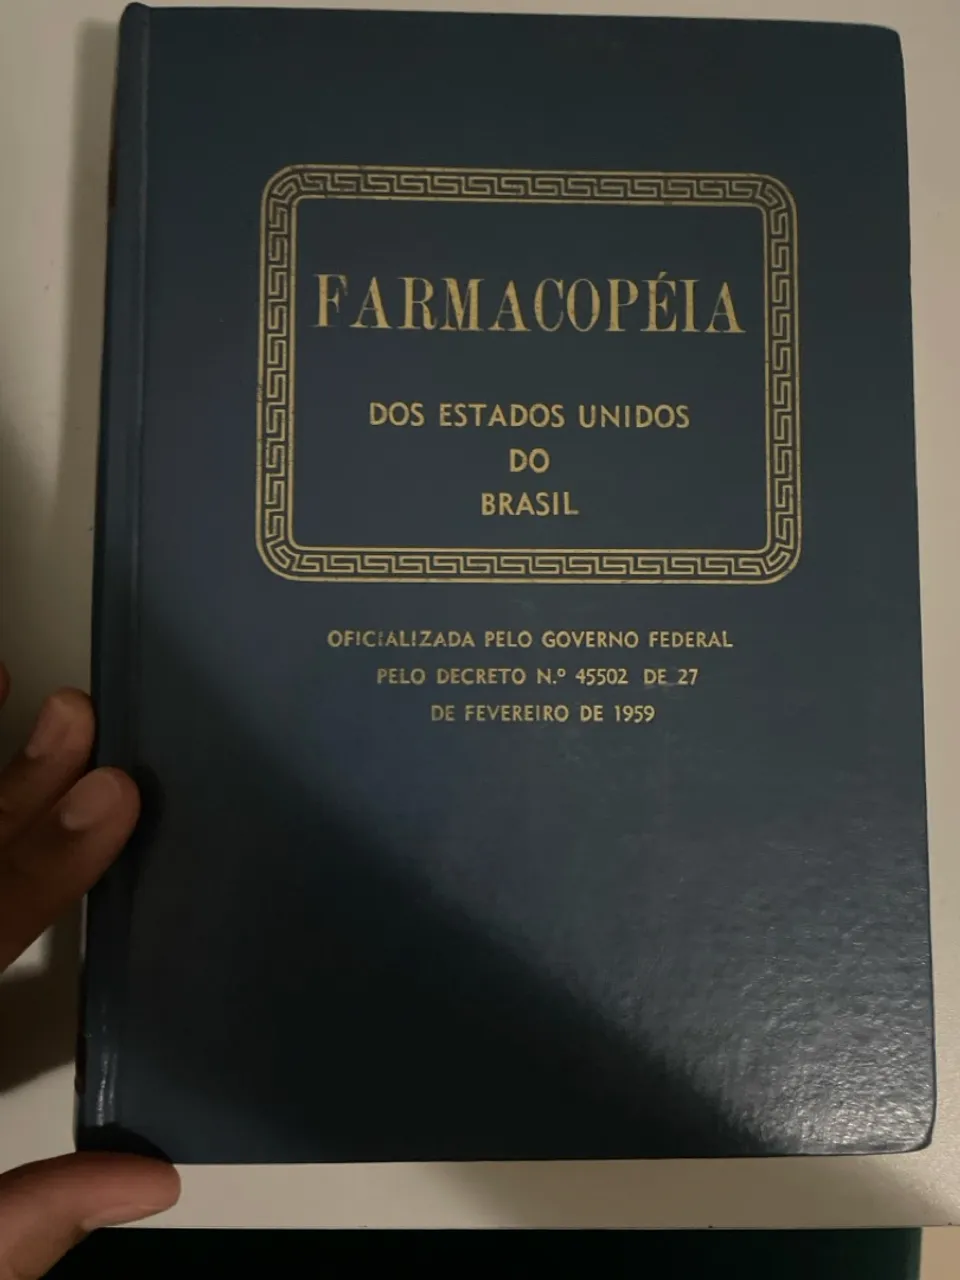 FARMACOPÉIA
DOS ESTADOS UNIDOS
DO
BRASIL
OFICIALIZADA PELO GOVERNO FEDERAL
PELO DECRETO N.º 45502 DE 27
DE FEVEREIRO DE 1959